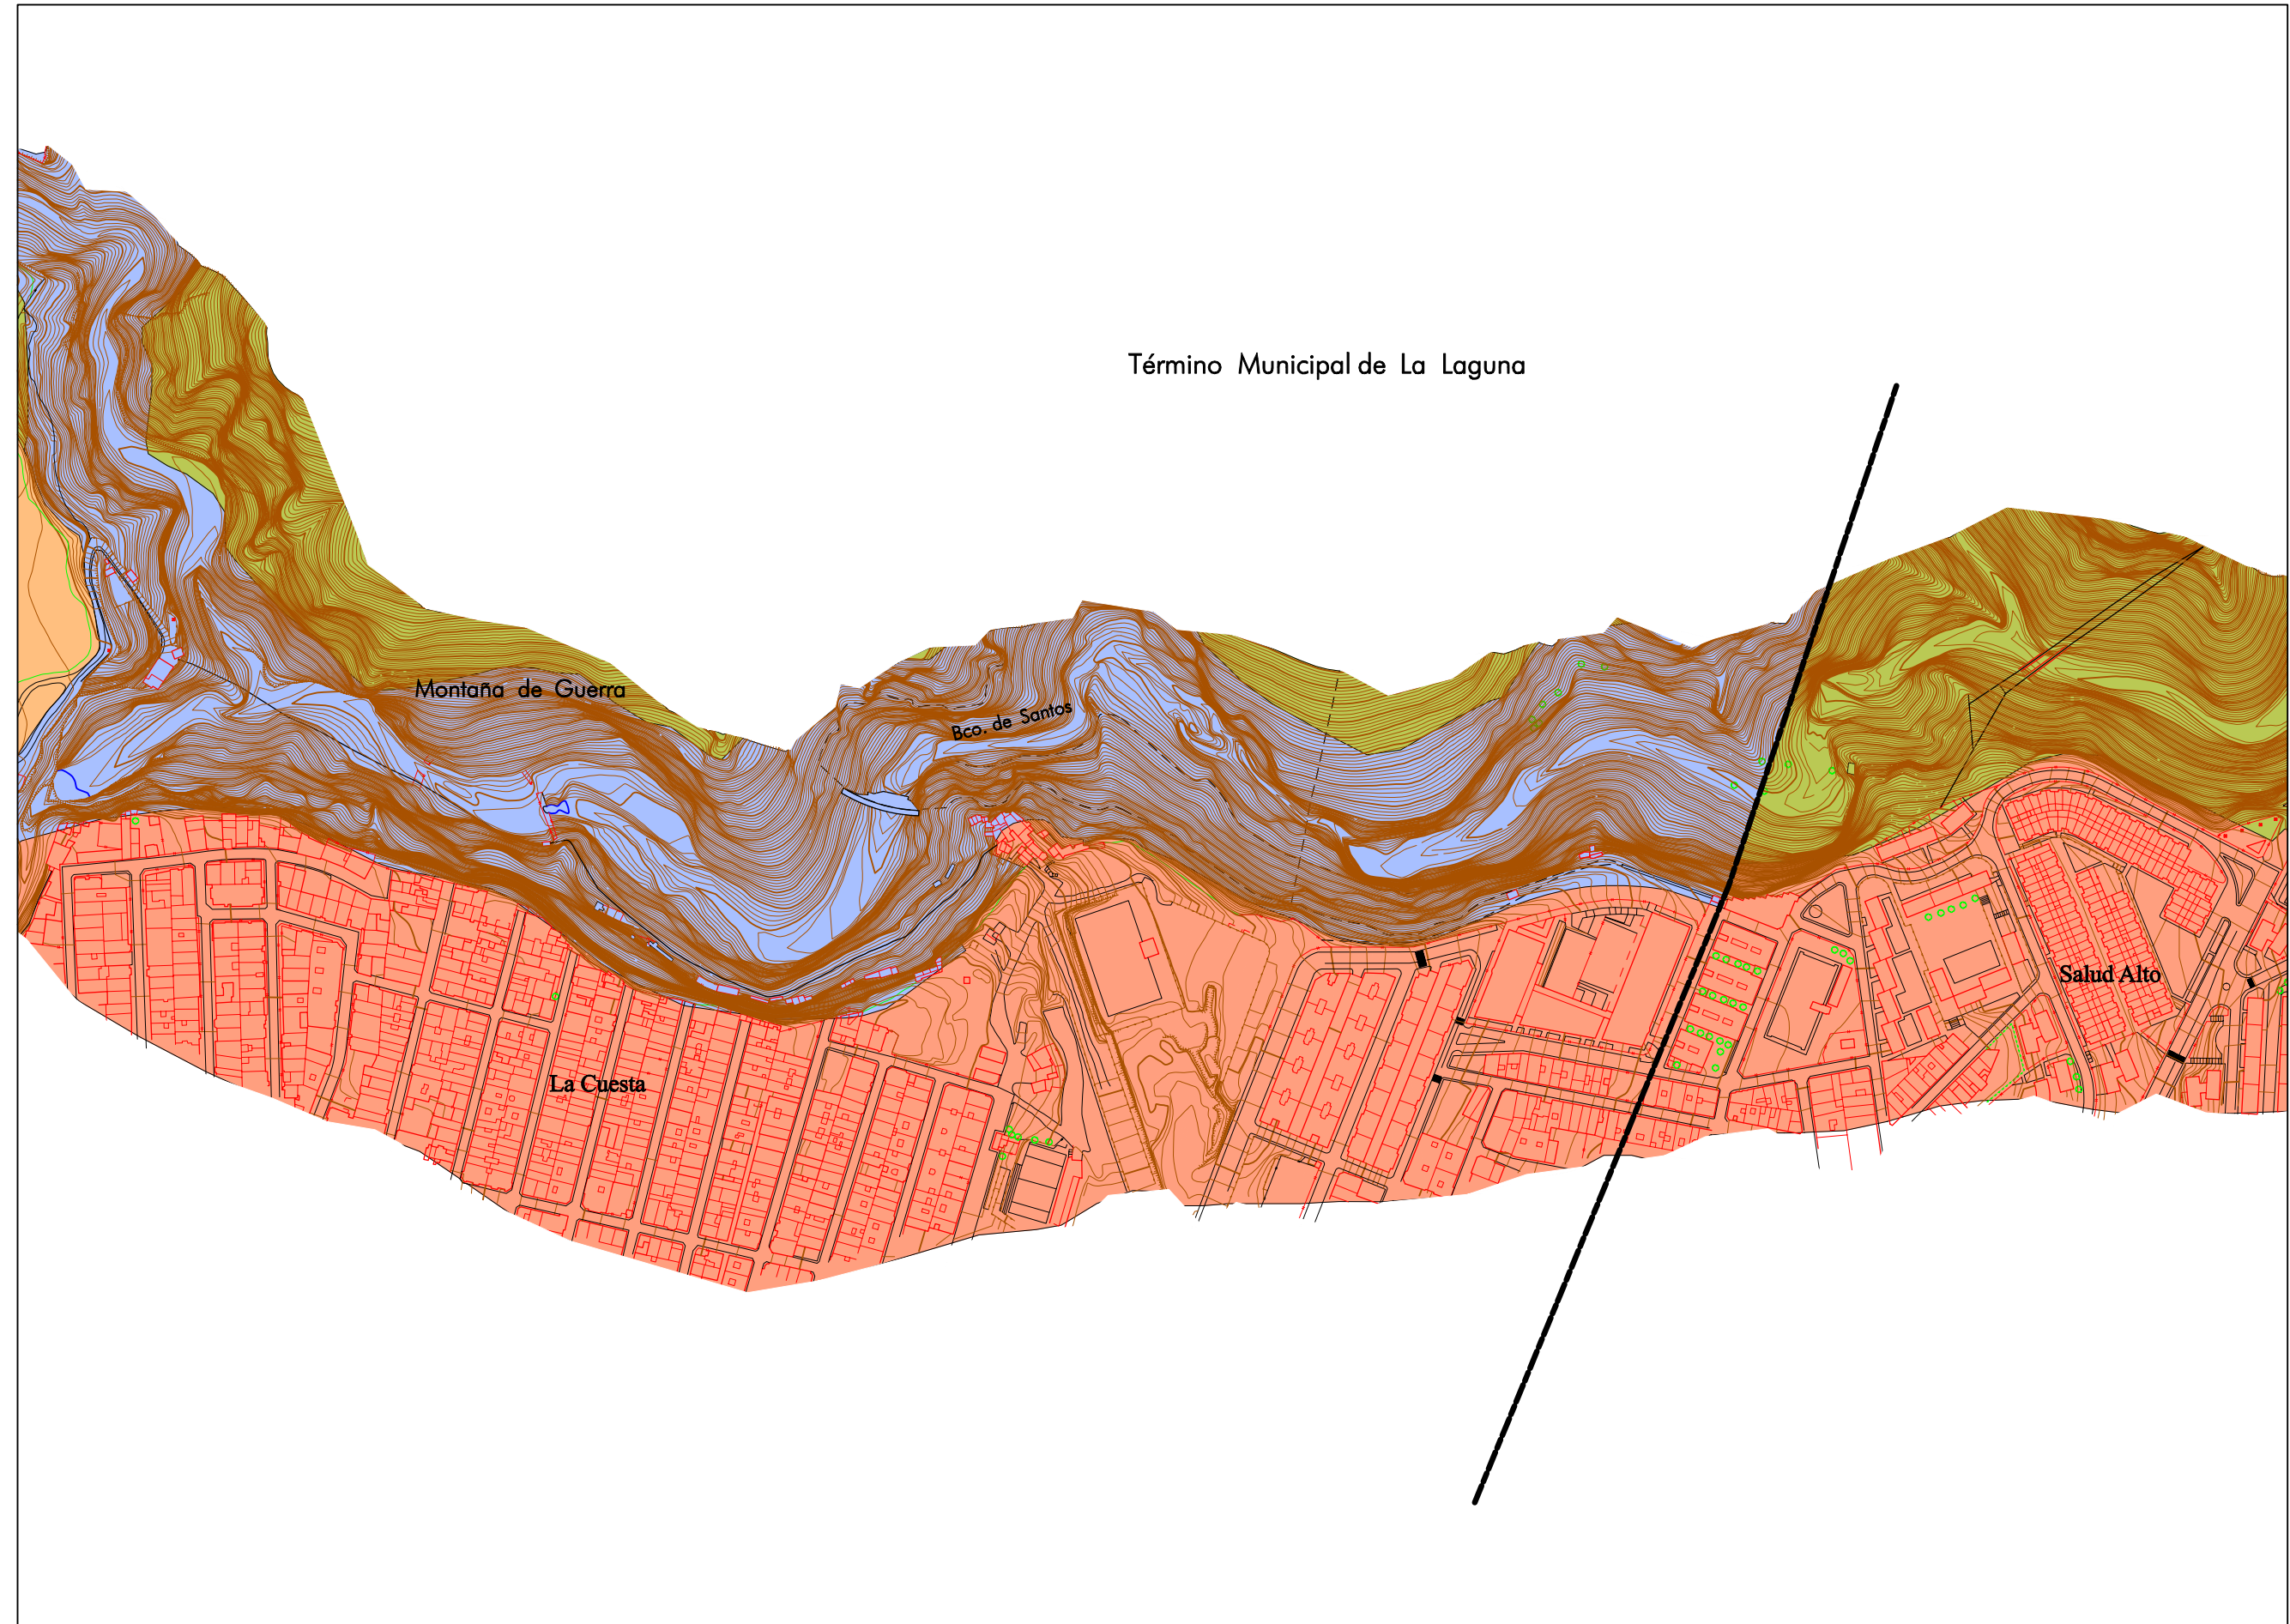 Término Municipal de La Laguna
Montaña de Guerra
Bco. de Santos
Salud Alto
La Cuesta